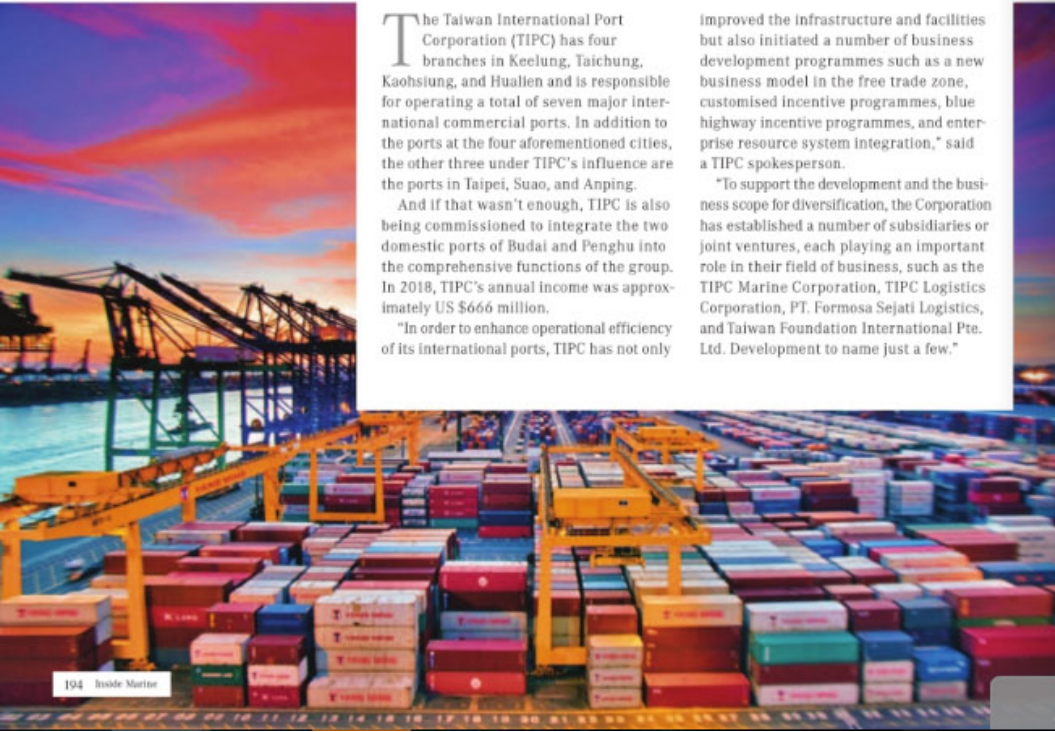 The Taiwan International Port
Corporation (TIPC) has four
branches in Keelung, Taichung,
Kaohsiung, and Hualien and is responsible
for operating a total of seven major inter-
national commercial ports. In addition to
the ports at the four aforementioned cities,
the other three under TIPC's influence are
the ports in Taipei, Suao, and Anping.
And if that wasn't enough, TIPC is also
being commissioned to integrate the two
domestic ports of Budai and Penghu into
the comprehensive functions of the group.
In 2018, TIPC's annual income was approx-
imately US $666 million.
"In order to enhance operational efficiency
of its international ports, TIPC has not only
improved the infrastructure and facilities
but also initiated a number of business
development programmes such as a new
business model in the free trade zone,
customised incentive programmes, blue
highway incentive programmes, and enter-
prise resource system integration," said
a TIPC spokesperson.
"To support the development and the busi-
ness scope for diversification, the Corporation
has established a number of subsidiaries or
joint ventures, each playing an important
role in their field of business, such as the
TIPC Marine Corporation, TIPC Logistics
Corporation, PT. Formosa Sejati Logistics,
and Taiwan Foundation International Pte.
Ltd. Development to name just a few."
194 Inside Marine